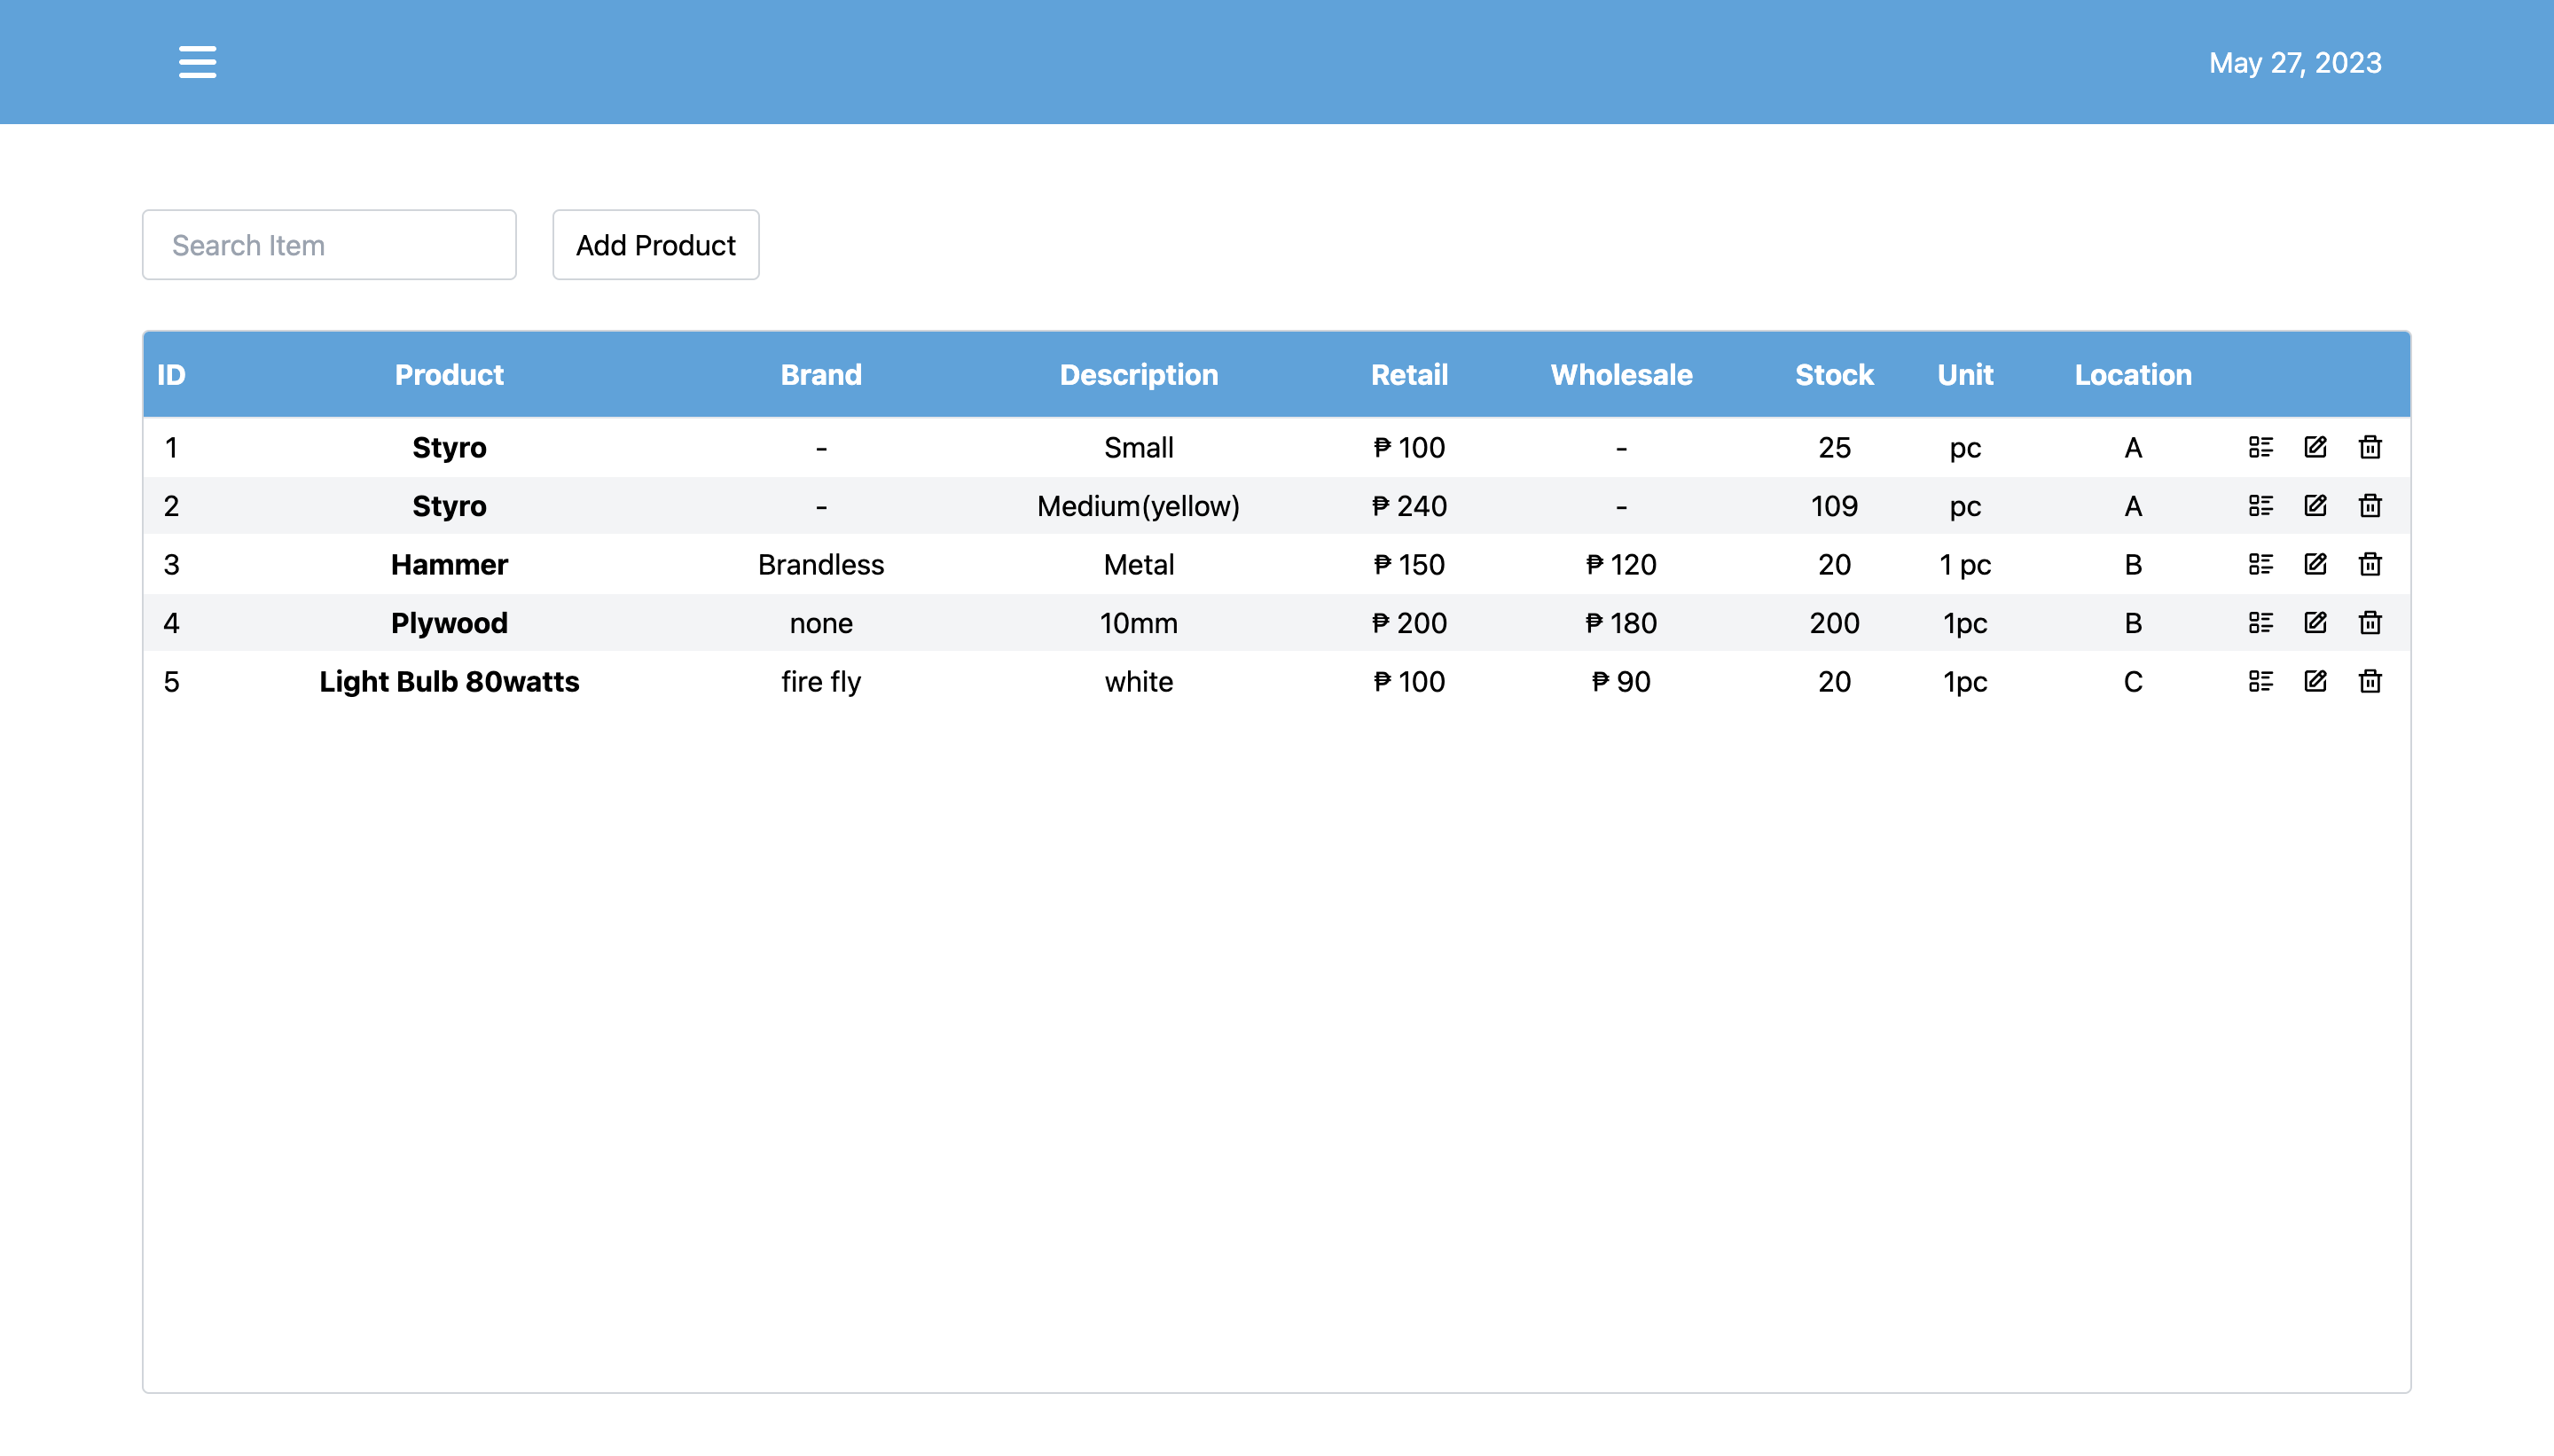 May 27, 2023
Search Item Add Product
ID Product Brand Description Retail Wholesale Stock Unit Location
1 Styro - Small ₱ 100 - 25 pc A
2 Styro - Medium(yellow) ₱ 240 - 109 pc A
3 Hammer Brandless Metal ₱ 150 ₱ 120 20 1 pc B
4 Plywood none 10mm ₱ 200 ₱ 180 200 1pc B
5 Light Bulb 80watts fire fly white ₱ 100 ₱ 90 20 1pc C